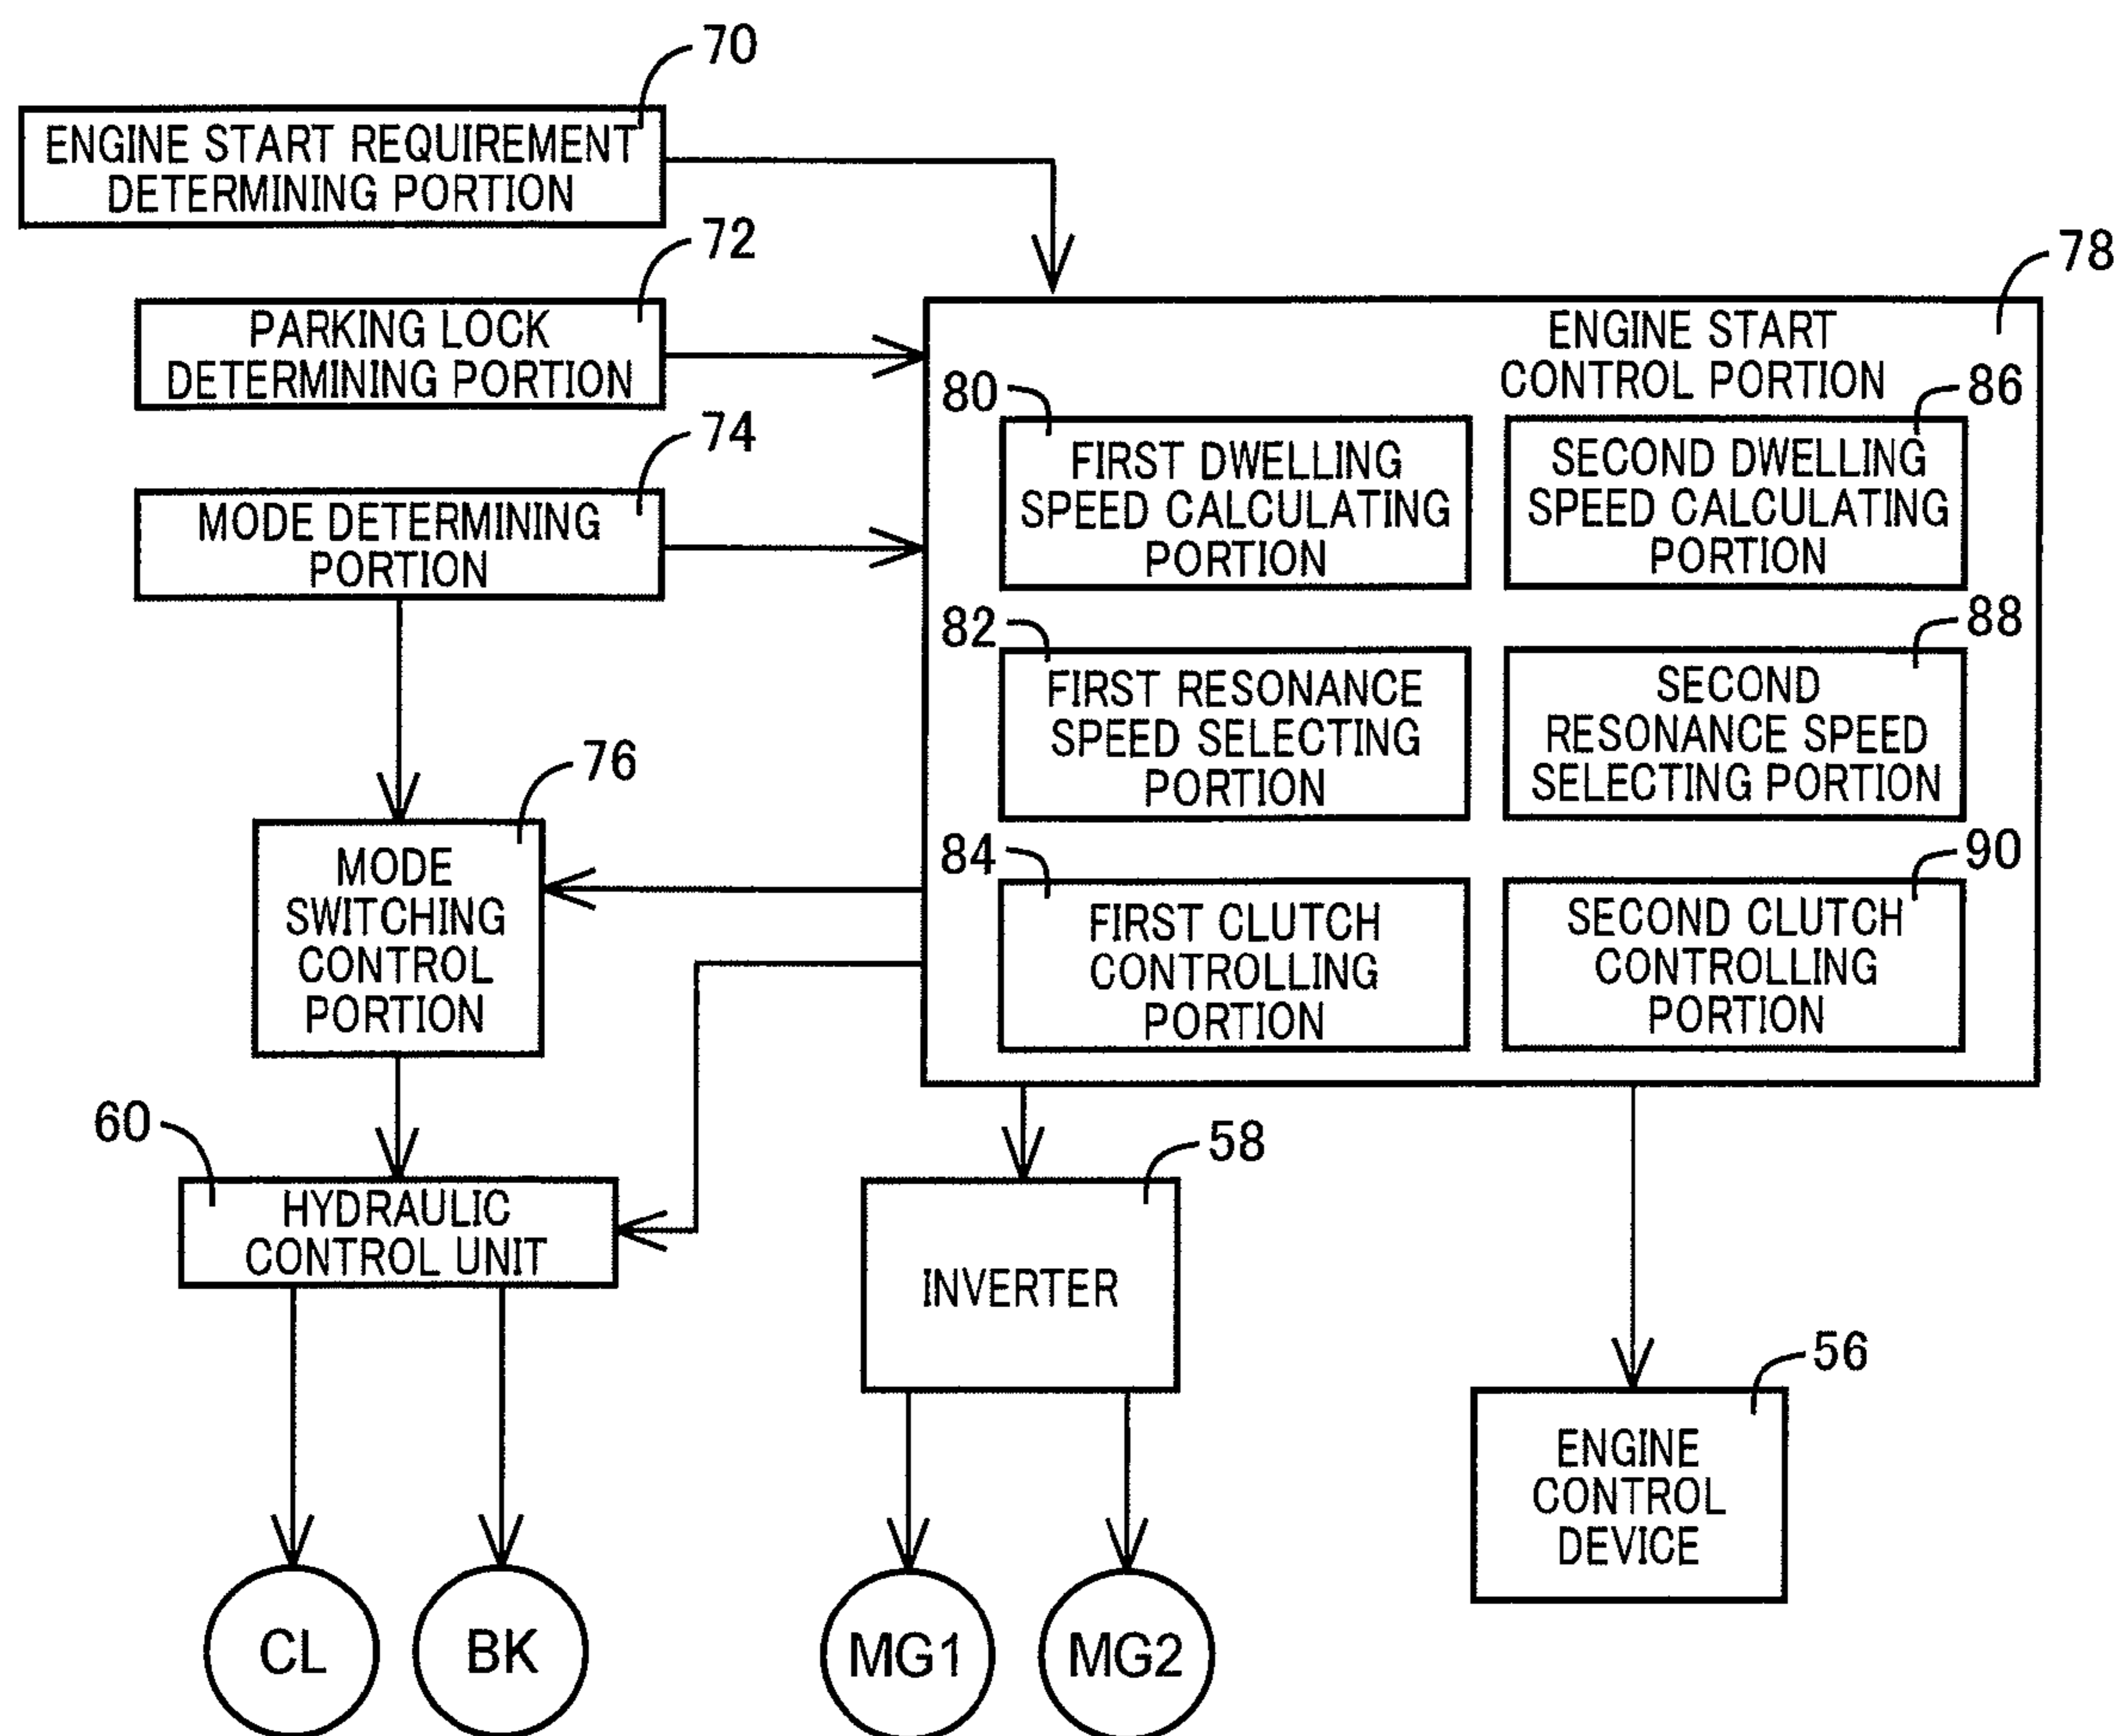 70
ENGINE START REQUIREMENT
DETERMINING PORTION
72
PARKING LOCK
DETERMINING PORTION
74
MODE DETERMINING
PORTION
78
ENGINE START
CONTROL PORTION
80
FIRST DWELLING
SPEED CALCULATING
PORTION
86
SECOND DWELLING
SPEED CALCULATING
PORTION
82
FIRST RESONANCE
SPEED SELECTING
PORTION
88
SECOND
RESONANCE SPEED
SELECTING PORTION
84
FIRST CLUTCH
CONTROLLING
PORTION
90
SECOND CLUTCH
CONTROLLING
PORTION
76
MODE
SWITCHING
CONTROL
PORTION
60
HYDRAULIC
CONTROL UNIT
58
INVERTER
56
ENGINE
CONTROL
DEVICE
CL
BK
MG1
MG2